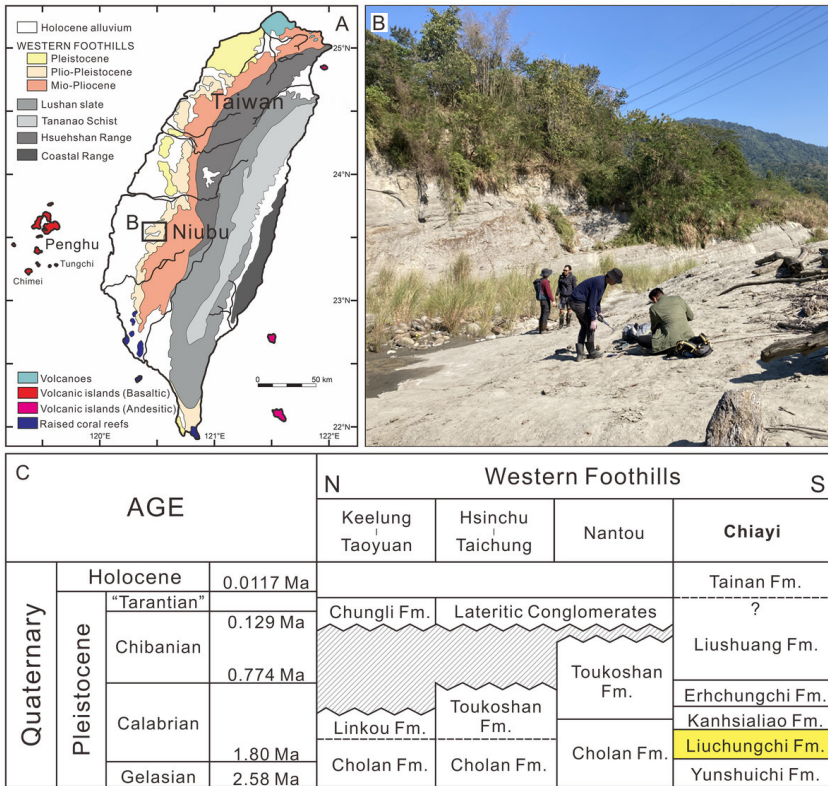 A
Holocene alluvium
WESTERN FOOTHILLS
Pleistocene
Plio-Pleistocene
Mio-Pliocene
Lushan slate
Tananao Schist
Hsuehshan Range
Coastal Range
Taiwan
B
Niubu
Penghu
Tungchi
Chimei
25°N
24°N
23°N
22°N
Volcanoes
Volcanic islands (Basaltic)
Volcanic islands (Andesitic)
Raised coral reefs
0 50 km
120°E 121°E 122°E
B
C
AGE
N Western Foothills S
Keelung
Taoyuan
Hsinchu
Taichung
Nantou
Chiayi
Quaternary
Holocene
0.0117 Ma
Tainan Fm.
Pleistocene
"Tarantian"
0.129 Ma
Chungli Fm.
Lateritic Conglomerates
?
Chibanian
0.774 Ma
Toukoshan
Fm.
Liushuang Fm.
Erhchungchi Fm.
Calabrian
1.80 Ma
Linkou Fm.
Toukoshan
Fm.
Kanhsialiao Fm.
Liuchungchi Fm.
Gelasian
2.58 Ma
Cholan Fm.
Cholan Fm.
Cholan Fm.
Yunshuichi Fm.